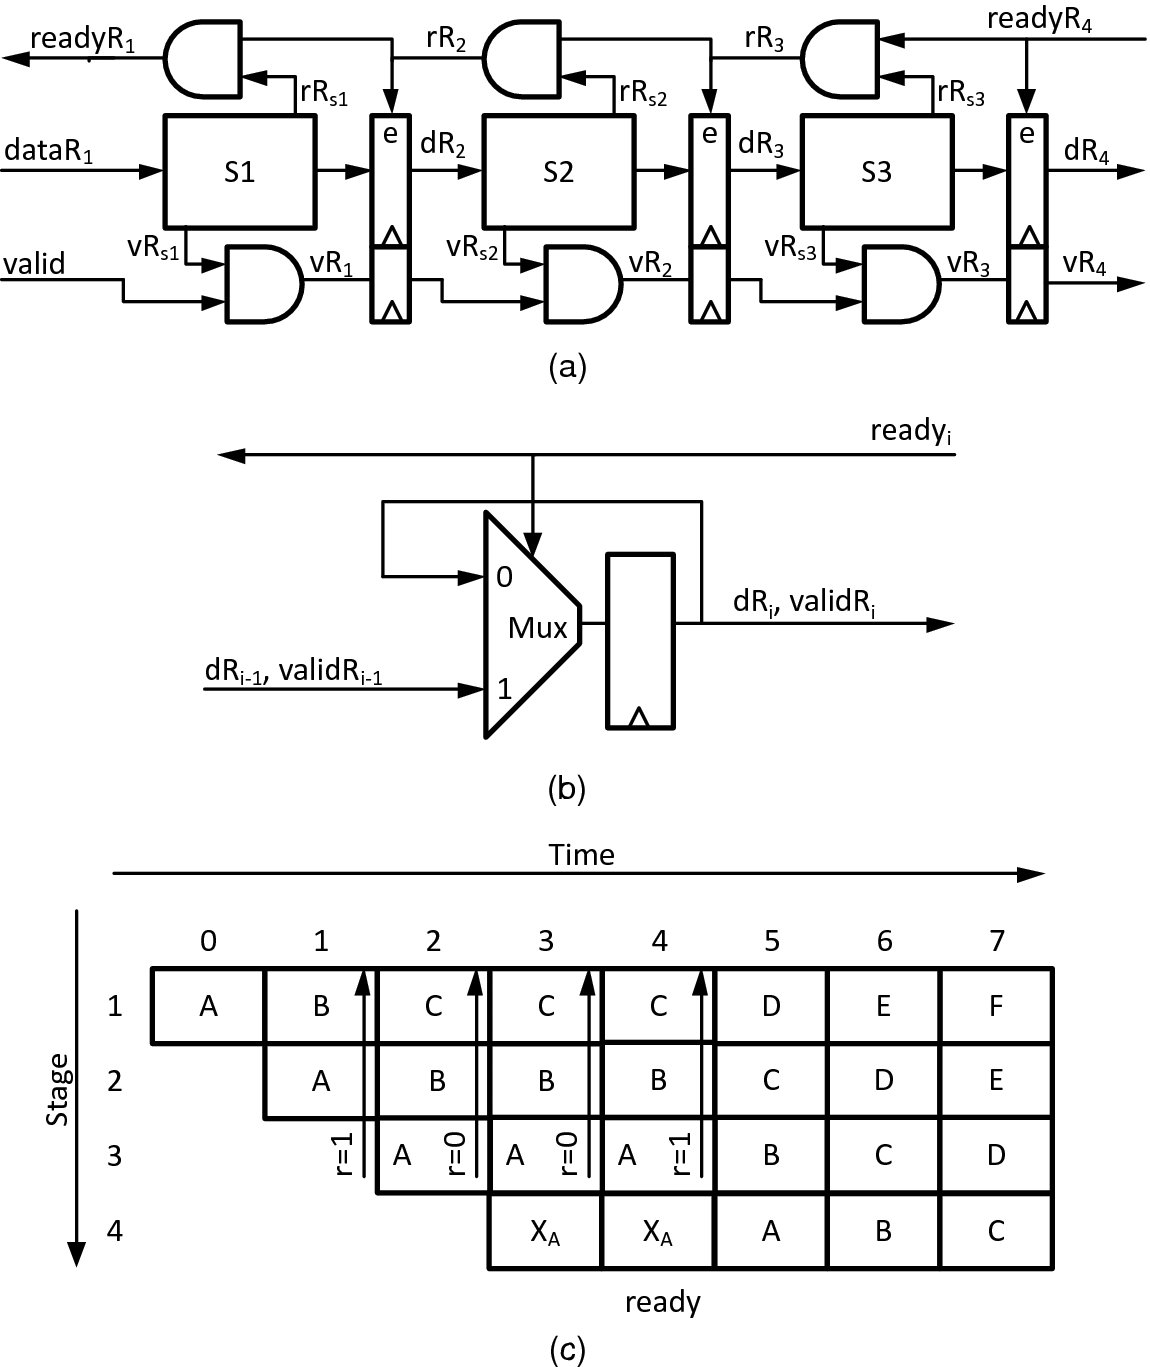 readyR1 rR2 rR3 readyR4
rRs1 rRs2 rRs3
e e e
dataR1 S1 dR2 S2 dR3 S3 dR4
vRs1 vRs2 vRs3
valid vR1 vR2 vR3 vR4
(a)
readyi
0
Mux dRi, validRi
dRi-1, validRi-1 1
(b)
Time
0 1 2 3 4 5 6 7
1 A B C C C D E F
Stage
2 A B B B C D E
r=1 r=0 r=0 r=1
3 A A A B C D
4 XA XA A B C
ready
(c)